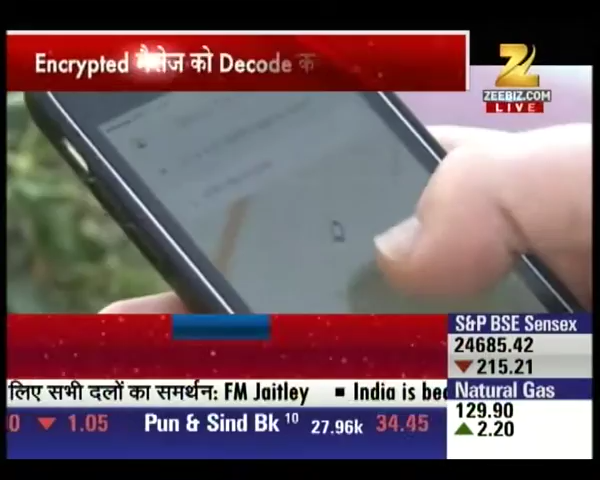 Encrypted मैसेज को Decode क
ZEEBIZ.COM
LIVE
S&P BSE Sensex
24685.42
▼ 215.21
लिए सभी दलों का समर्थन: FM Jaitley ■ India is bec
Natural Gas
129.90
▲ 2.20
0 ▼ 1.05 Pun & Sind Bk 10 27.96k 34.45